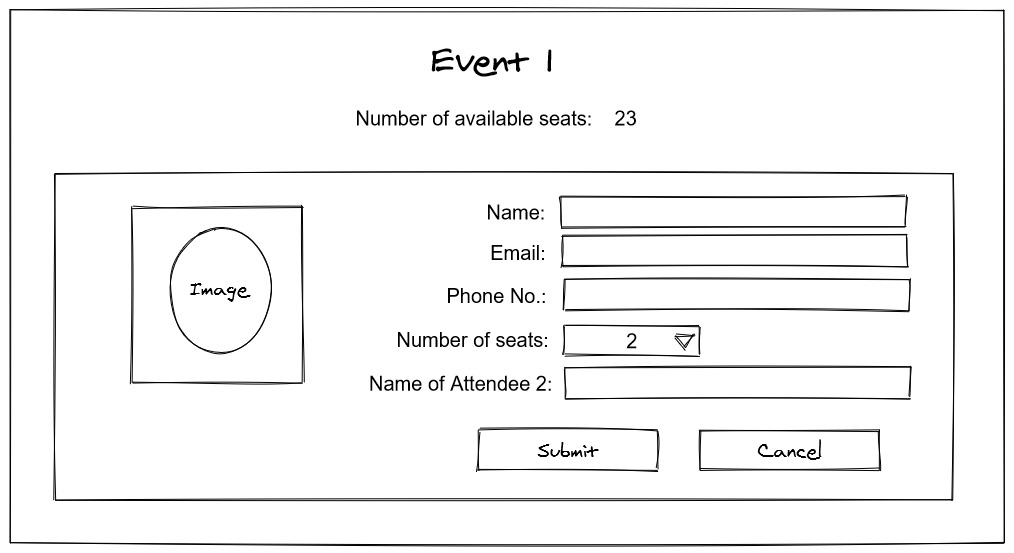 Event 1
Number of available seats: 23
Image
Name:
Email:
Phone No.:
Number of seats: 2
Name of Attendee 2:
Submit Cancel